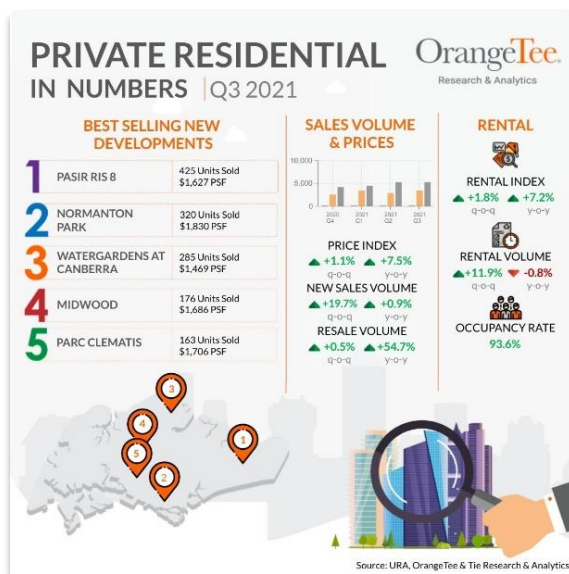 PRIVATE RESIDENTIAL
IN NUMBERS | Q3 2021
OrangeTee.
Research & Analytics
BEST SELLING NEW
DEVELOPMENTS
1 PASIR RIS 8
425 Units Sold
$1,627 PSF
2 NORMANTON
PARK
320 Units Sold
$1,830 PSF
3 WATERGARDENS AT
CANBERRA
285 Units Sold
$1,469 PSF
4 MIDWOOD
176 Units Sold
$1,686 PSF
5 PARC CLEMATIS
163 Units Sold
$1,706 PSF
SALES VOLUME
& PRICES
10,000
5,000
0
2020 2021 2021 2021
Q4 Q1 Q2 Q3
PRICE INDEX
+1.1% +7.5%
q-o-q y-o-y
NEW SALES VOLUME
+19.7% +0.9%
q-o-q y-o-y
RESALE VOLUME
+0.5% +54.7%
q-o-q y-o-y
RENTAL
RENTAL INDEX
+1.8% +7.2%
q-o-q y-o-y
RENTAL VOLUME
+11.9% -0.8%
q-o-q y-o-y
OCCUPANCY RATE
93.6%
3
4
1
5
2
Source: URA, OrangeTee & Tie Research & Analytics